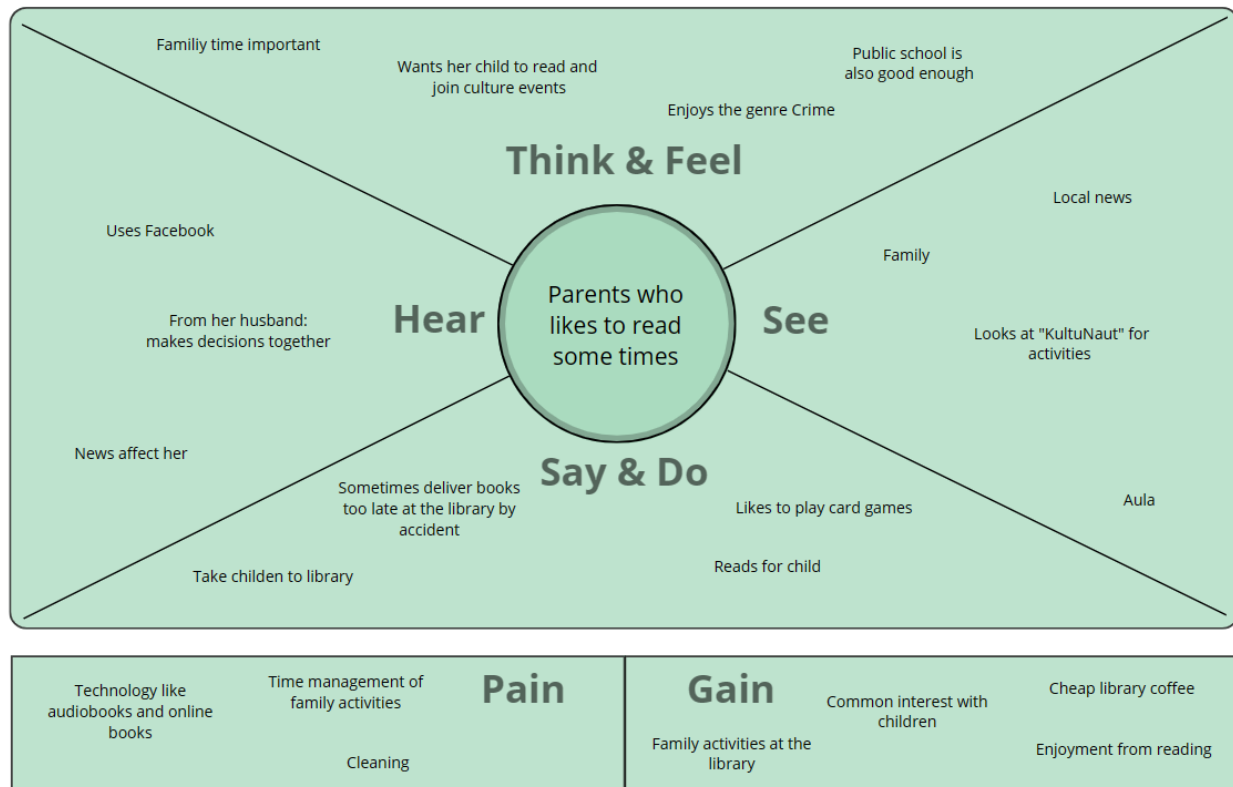 Familiy time important
Wants her child to read and
join culture events
Public school is
also good enough
Enjoys the genre Crime
Think & Feel
Uses Facebook
From her husband:
makes decisions together
News affect her
Hear
Parents who
likes to read
some times
See
Local news
Family
Looks at "KultuNaut" for
activities
Aula
Say & Do
Sometimes deliver books
too late at the library by
accident
Take childen to library
Likes to play card games
Reads for child
Pain
Technology like
audiobooks and online
books
Time management of
family activities
Cleaning
Gain
Family activities at the
library
Common interest with
children
Cheap library coffee
Enjoyment from reading